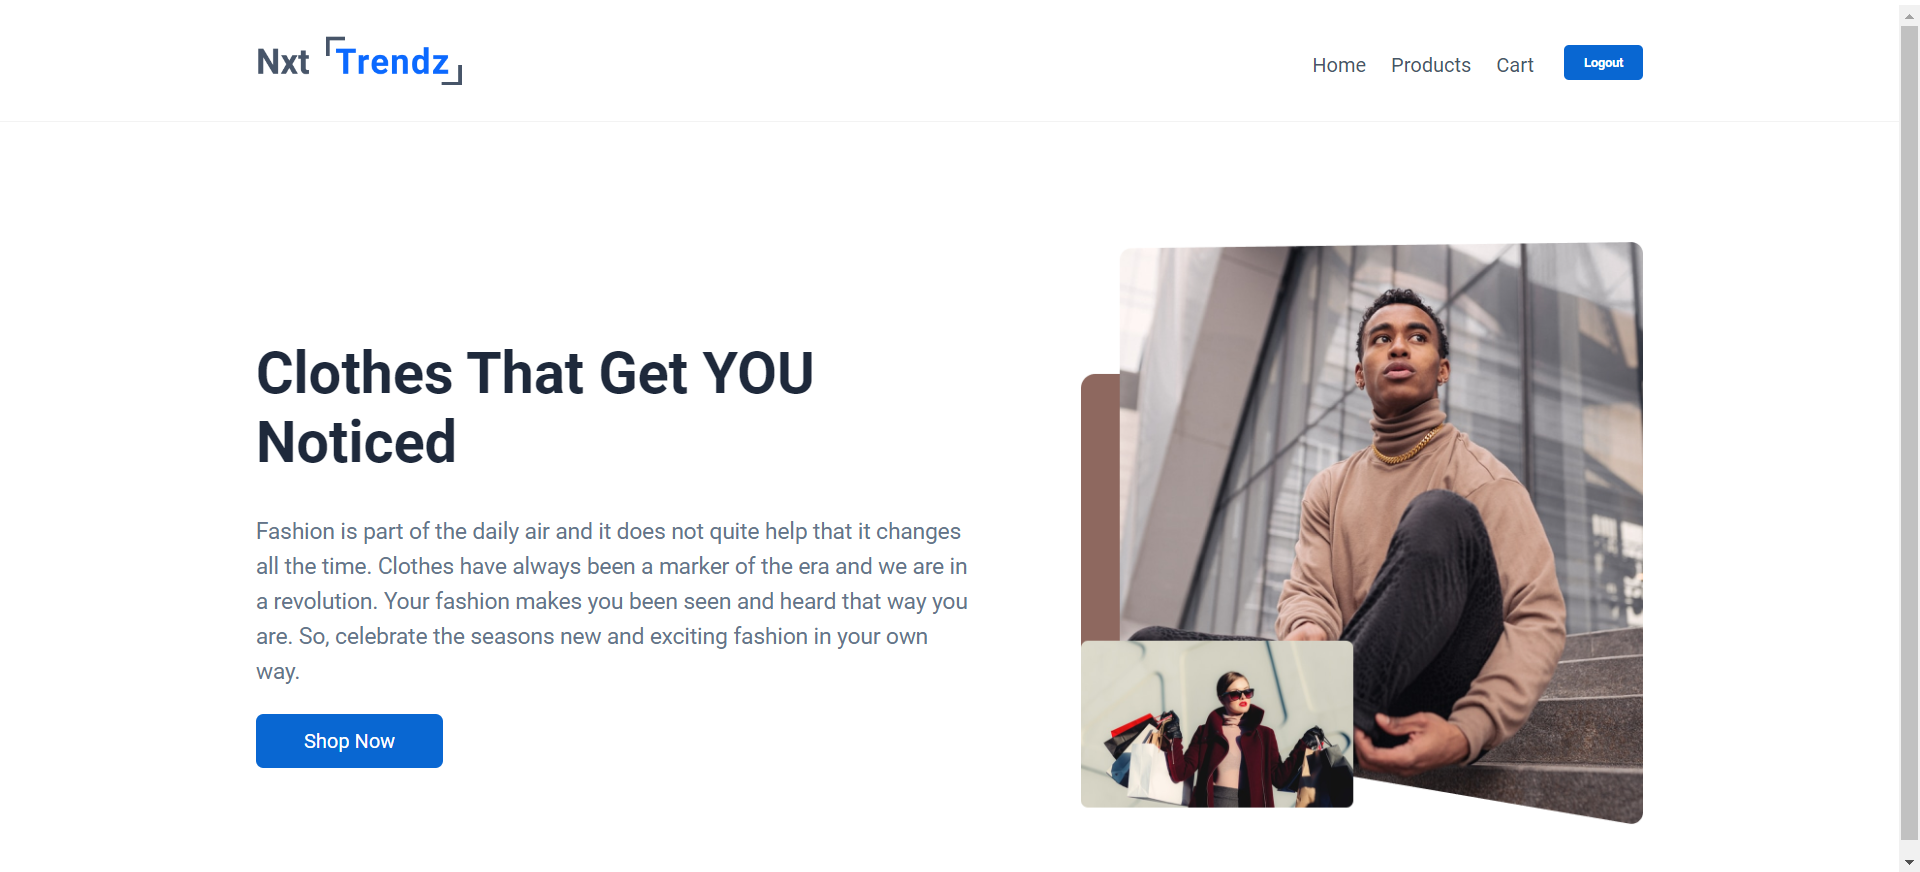 Nxt Trendz
Home Products Cart Logout
Clothes That Get YOU
Noticed
Fashion is part of the daily air and it does not quite help that it changes
all the time. Clothes have always been a marker of the era and we are in
a revolution. Your fashion makes you been seen and heard that way you
are. So, celebrate the seasons new and exciting fashion in your own
way.
Shop Now